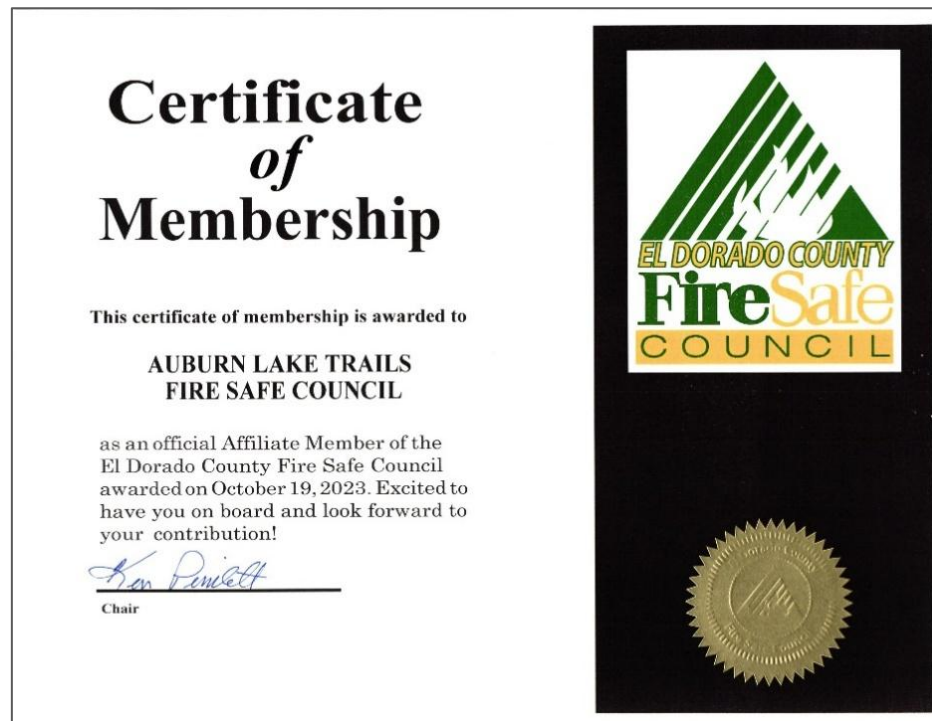 Certificate
of
Membership
This certificate of membership is awarded to
AUBURN LAKE TRAILS
FIRE SAFE COUNCIL
as an official Affiliate Member of the
El Dorado County Fire Safe Council
awarded on October 19, 2023. Excited to
have you on board and look forward to
your contribution!
Ken
Chair
EL DORADO COUNTY
FireSafe
COUNCIL